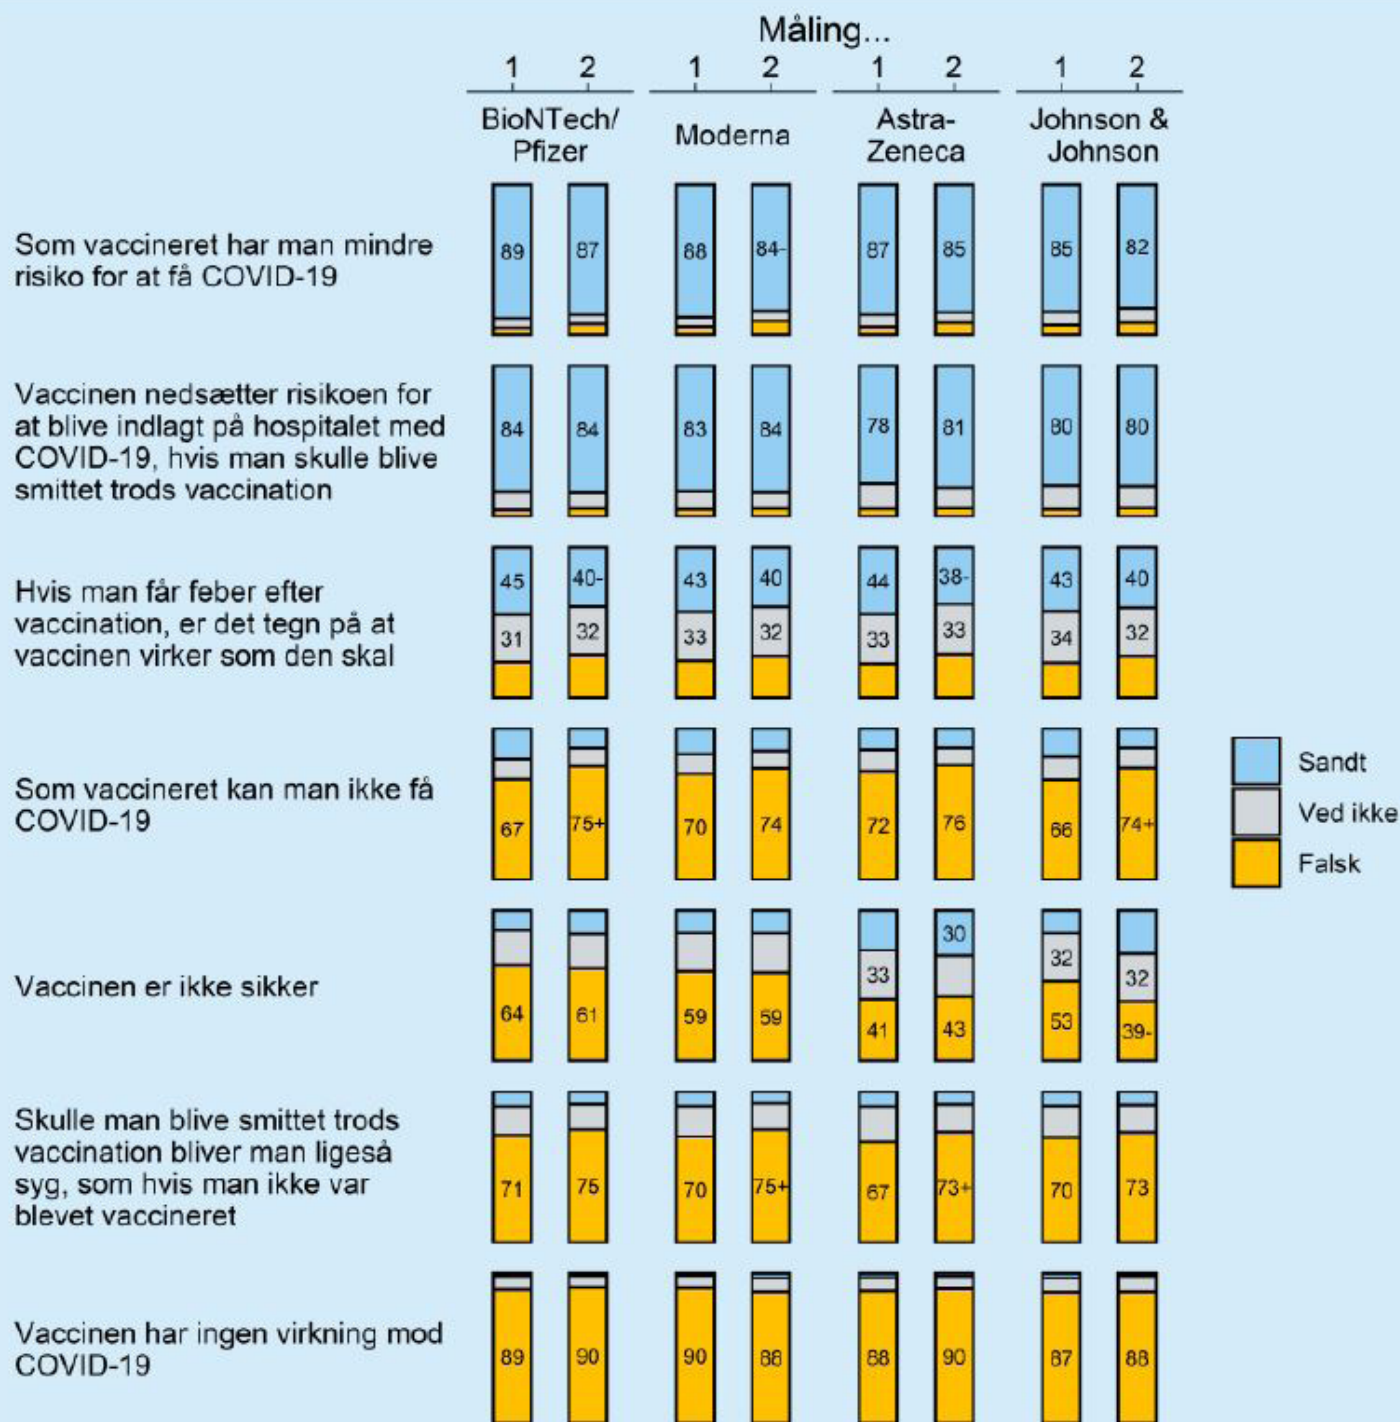 Måling...
1 2 1 2 1 2 1 2
BioNTech/ Pfizer Moderna Astra- Zeneca Johnson & Johnson
Som vaccineret har man mindre
risiko for at få COVID-19
89 87 88 84- 87 85 85 82
Vaccinen nedsætter risikoen for
at blive indlagt på hospitalet med
COVID-19, hvis man skulle blive
smittet trods vaccination
84 84 83 84 78 81 80 80
Hvis man får feber efter
vaccination, er det tegn på at
vaccinen virker som den skal
45 40- 43 40 44 38- 43 40
31 32 33 32 33 33 34 32
Som vaccineret kan man ikke få
COVID-19
67 75+ 70 74 72 76 66 74+
Sandt
Ved ikke
Falsk
Vaccinen er ikke sikker
30
33 32 32
64 61 59 59 41 43 53 39-
Skulle man blive smittet trods
vaccination bliver man ligeså
syg, som hvis man ikke var
blevet vaccineret
71 75 70 75+ 67 73+ 70 73
Vaccinen har ingen virkning mod
COVID-19
89 90 90 88 88 90 87 88